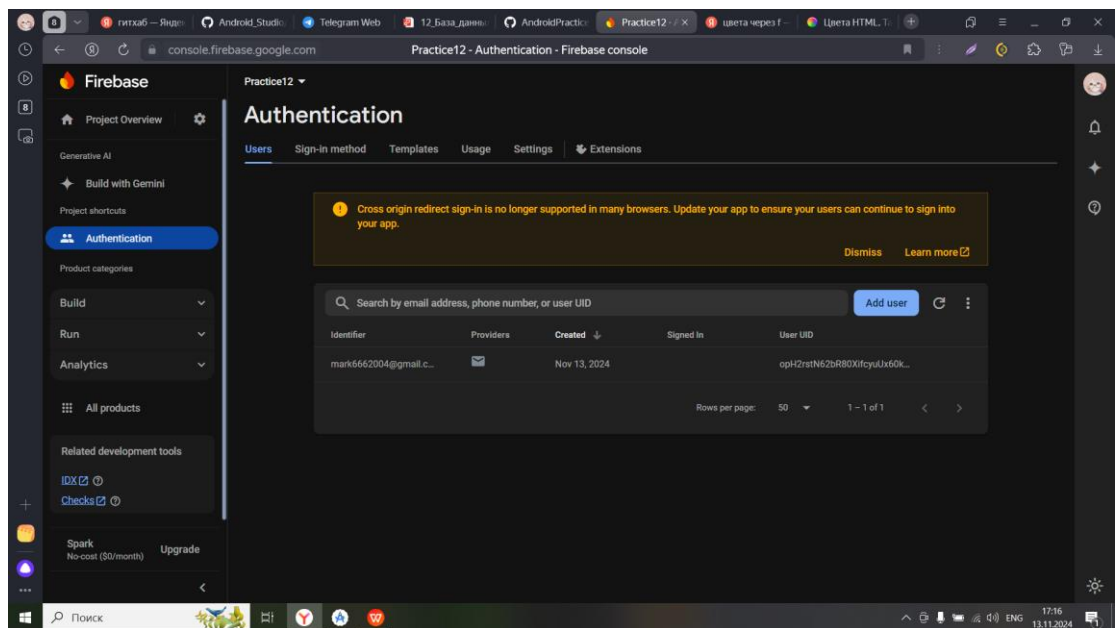 8
гитхаб — Янде
Android_Studio
Telegram Web
12_База_данны
AndroidPractic
Practice12 - A
цвета через f –
Цвета HTML. Т
console.firebase.google.com
Practice12 - Authentication - Firebase console
8
Firebase
Project Overview
Generative AI
Build with Gemini
Project shortcuts
Authentication
Product categories
Build
Run
Analytics
All products
Related development tools
IDX
Checks
Spark
No-cost ($0/month)
Upgrade
Practice12
Authentication
Users Sign-in method Templates Usage Settings Extensions
Cross origin redirect sign-in is no longer supported in many browsers. Update your app to ensure your users can continue to sign into
your app.
Dismiss Learn more
Search by email address, phone number, or user UID
Add user
Identifier Providers Created Signed In User UID
mark6662004@gmail.c... Nov 13, 2024 opH2rstN62bR80XifcyuUx60k...
Rows per page: 50 1 – 1 of 1
Поиск
ENG
17:16
13.11.2024